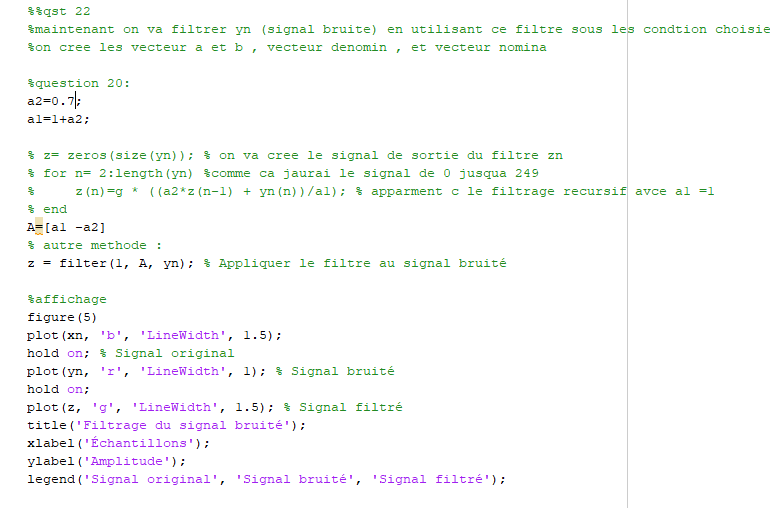 %%qst 22
%maintenant on va filtrer yn (signal bruite) en utilisant ce filtre sous les condtion choisie
%on cree les vecteur a et b , vecteur denomin , et vecteur nomina
%question 20:
a2=0.7;
a1=1+a2;
% z= zeros(size(yn)); % on va cree le signal de sortie du filtre zn
% for n= 2:length(yn) %comme ca jaurai le signal de 0 jusqua 249
%     z(n)=g * ((a2*z(n-1) + yn(n))/a1); % apparment c le filtrage recursif avce a1 =1
% end
A=[a1 -a2]
% autre methode :
z = filter(1, A, yn); % Appliquer le filtre au signal bruité
%affichage
figure(5)
plot(xn, 'b', 'LineWidth', 1.5);
hold on; % Signal original
plot(yn, 'r', 'LineWidth', 1); % Signal bruité
hold on;
plot(z, 'g', 'LineWidth', 1.5); % Signal filtré
title('Filtrage du signal bruité');
xlabel('Échantillons');
ylabel('Amplitude');
legend('Signal original', 'Signal bruité', 'Signal filtré');